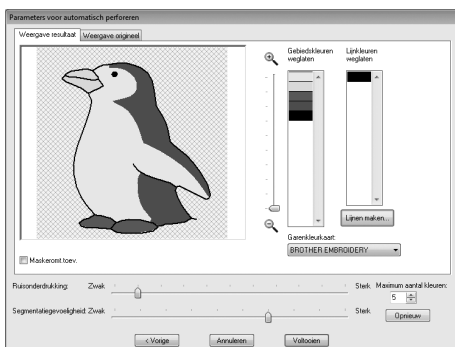 Parameters voor automatisch perforeren
Weergave resultaat
Weergave origineel
Gebiedskleuren
weglaten
Lijnkleuren
weglaten
Lijnen maken...
Garenkleurkaart
BROTHER EMBROIDERY
Maskeromt.toev.
Ruisonderdrukking: Zwak Sterk
Maximum aantal kleuren:
5
Segmentatiegevoeligheid: Zwak Sterk
Opnieuw
< Vorige
Annuleren
Voltooien